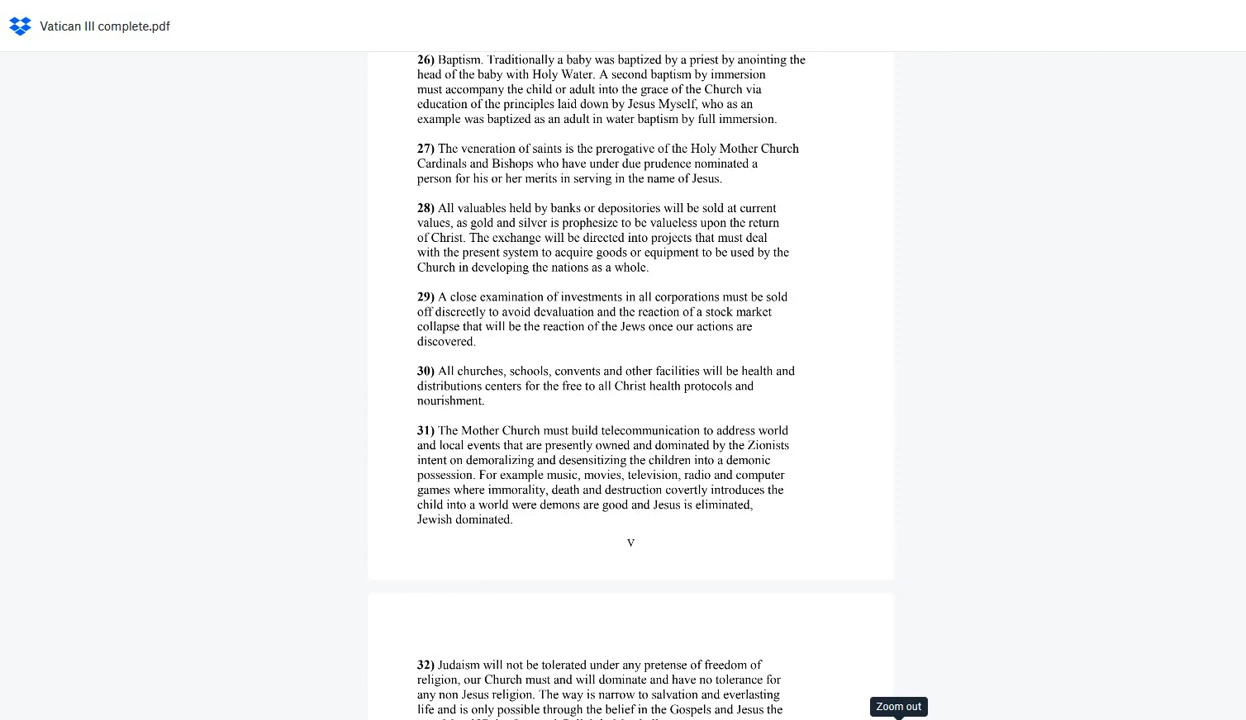 Vatican III complete.pdf
26) Baptism. Traditionally a baby was baptized by a priest by anointing the
head of the baby with Holy Water. A second baptism by immersion
must accompany the child or adult into the grace of the Church via
education of the principles laid down by Jesus Myself, who as an
example was baptized as an adult in water baptism by full immersion.
27) The veneration of saints is the prerogative of the Holy Mother Church
Cardinals and Bishops who have under due prudence nominated a
person for his or her merits in serving in the name of Jesus.
28) All valuables held by banks or depositories will be sold at current
values, as gold and silver is prophesize to be valueless upon the return
of Christ. The exchange will be directed into projects that must deal
with the present system to acquire goods or equipment to be used by the
Church in developing the nations as a whole.
29) A close examination of investments in all corporations must be sold
off discreetly to avoid devaluation and the reaction of a stock market
collapse that will be the reaction of the Jews once our actions are
discovered.
30) All churches, schools, convents and other facilities will be health and
distributions centers for the free to all Christ health protocols and
nourishment.
31) The Mother Church must build telecommunication to address world
and local events that are presently owned and dominated by the Zionists
intent on demoralizing and desensitizing the children into a demonic
possession. For example music, movies, television, radio and computer
games where immorality, death and destruction covertly introduces the
child into a world were demons are good and Jesus is eliminated,
Jewish dominated.
V
32) Judaism will not be tolerated under any pretense of freedom of
religion, our Church must and will dominate and have no tolerance for
any non Jesus religion. The way is narrow to salvation and everlasting
life and is only possible through the belief in the Gospels and Jesus the
Zoom out